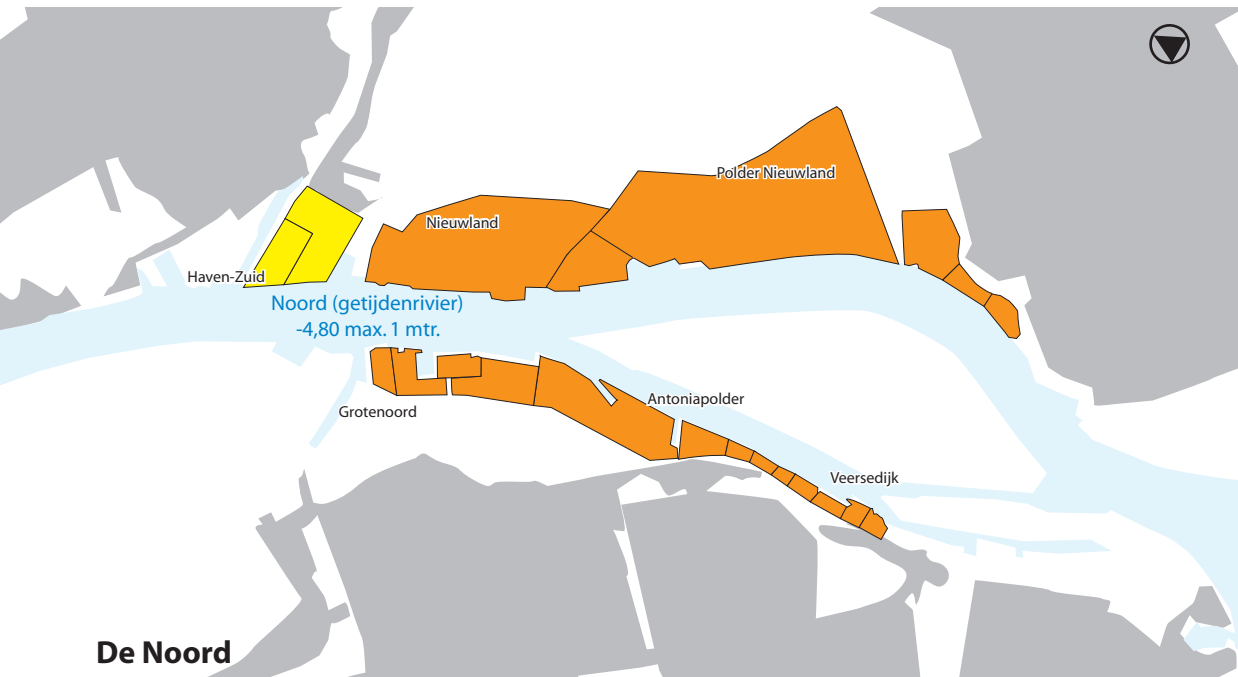 Polder Nieuwland
Nieuwland
Haven-Zuid
Noord (getijdenrivier)
-4,80 max. 1 mtr.
Grotenoord
Antoniapolder
Veersedijk
De Noord